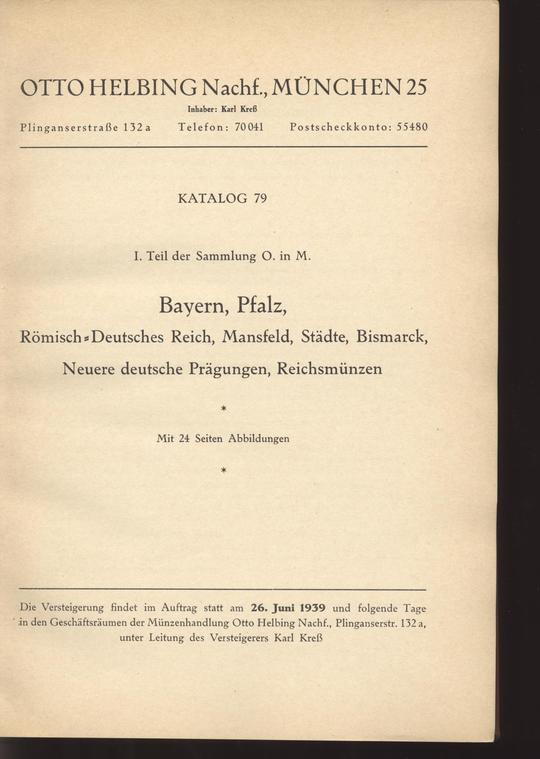 OTTO HELBING Nachf., MÜNCHEN 25
Inhaber: Karl Kreß
Plinganserstraße 132 a Telefon: 70041 Postscheckkonto: 55480
KATALOG 79
I. Teil der Sammlung O. in M.
Bayern, Pfalz,
Römisch=Deutsches Reich, Mansfeld, Städte, Bismarck,
Neuere deutsche Prägungen, Reichsmünzen
*
Mit 24 Seiten Abbildungen
*
Die Versteigerung findet im Auftrag statt am 26. Juni 1939 und folgende Tage
in den Geschäftsräumen der Münzenhandlung Otto Helbing Nachf., Plinganserstr. 132 a,
unter Leitung des Versteigerers Karl Kreß